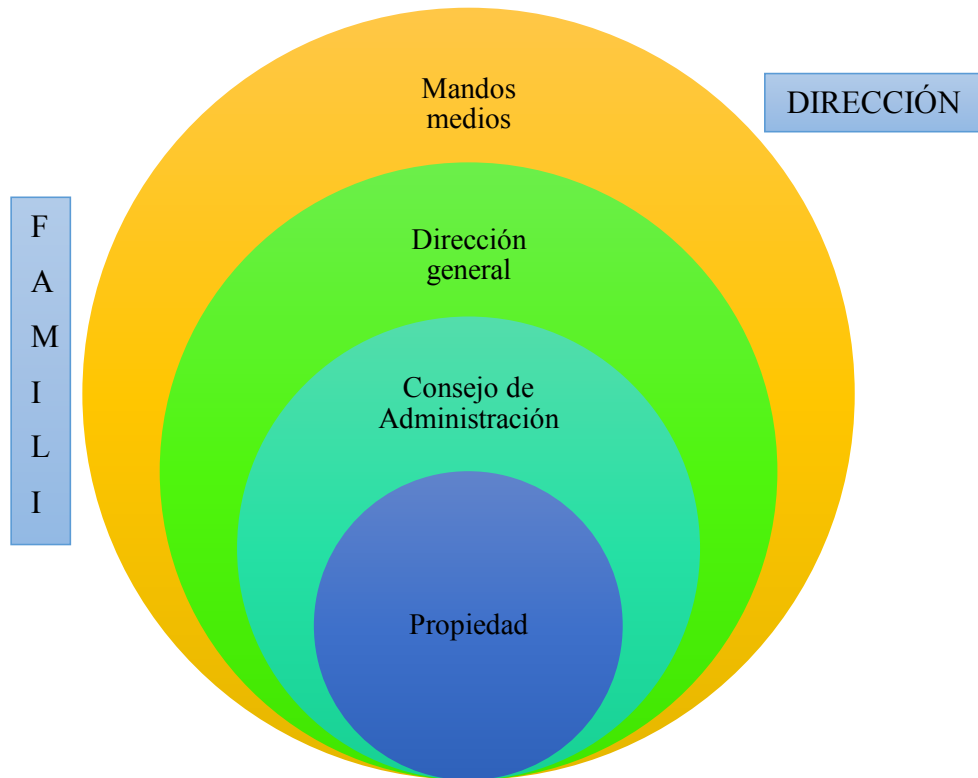 Mandos
medios
DIRECCIÓN
F
A
M
I
L
I
Dirección
general
Consejo de
Administración
Propiedad